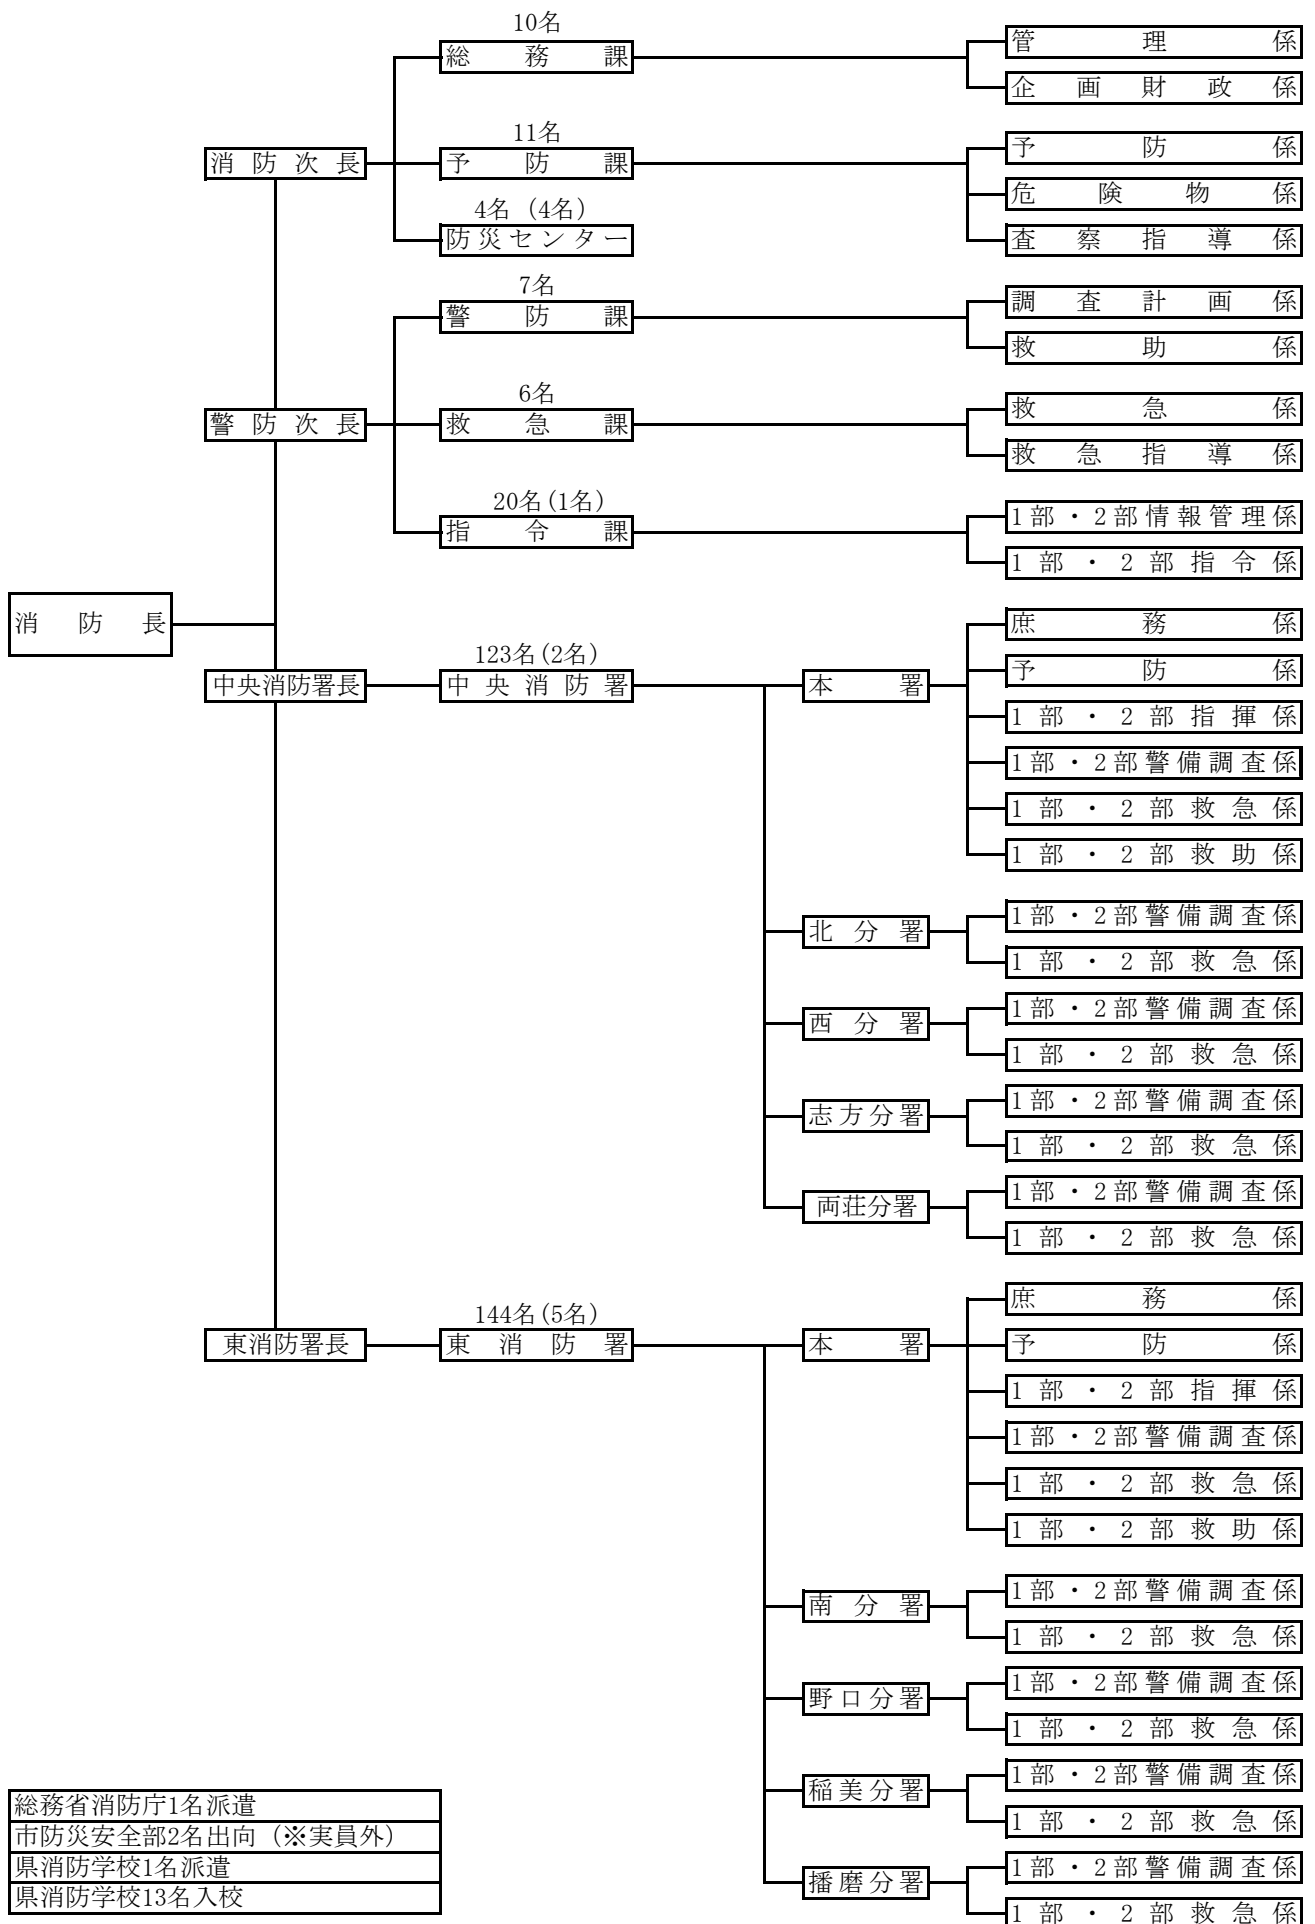 10名
総務課
管理係
企画財政係
11名
消防次長
予防課
予防係
危険物係
4名（4名）
防災センター
査察指導係
7名
警防課
調査計画係
救助係
6名
警防次長
救急課
救急係
救急指導係
20名(1名)
指令課
1部・2部情報管理係
1部・2部指令係
消防長
123名(2名)
中央消防署長
中央消防署
本署
庶務係
予防係
1部・2部指揮係
1部・2部警備調査係
1部・2部救急係
1部・2部救助係
北分署
1部・2部警備調査係
1部・2部救急係
西分署
1部・2部警備調査係
1部・2部救急係
志方分署
1部・2部警備調査係
1部・2部救急係
両荘分署
1部・2部警備調査係
1部・2部救急係
144名(5名)
東消防署長
東消防署
本署
庶務係
予防係
1部・2部指揮係
1部・2部警備調査係
1部・2部救急係
1部・2部救助係
南分署
1部・2部警備調査係
1部・2部救急係
野口分署
1部・2部警備調査係
1部・2部救急係
稲美分署
1部・2部警備調査係
1部・2部救急係
播磨分署
1部・2部警備調査係
1部・2部救急係
総務省消防庁1名派遣
市防災安全部2名出向（※実員外）
県消防学校1名派遣
県消防学校13名入校